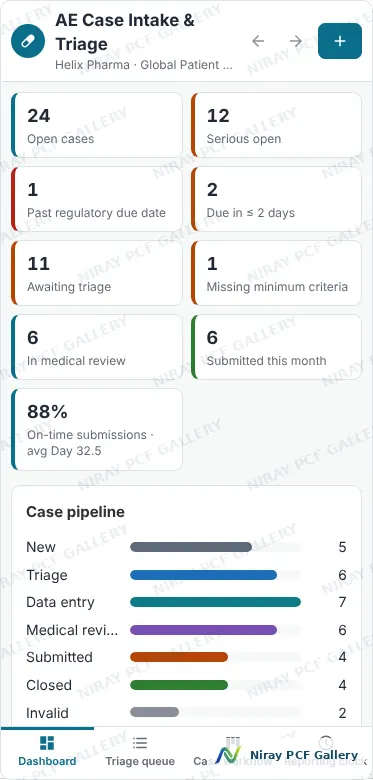 AE Case Intake &
Triage
Helix Pharma · Global Patient ...
24
Open cases
12
Serious open
1
Past regulatory due date
2
Due in ≤ 2 days
11
Awaiting triage
1
Missing minimum criteria
6
In medical review
6
Submitted this month
88%
On-time submissions ·
avg Day 32.5
Case pipeline
New 5
Triage 6
Data entry 7
Medical revi... 6
Submitted 4
Closed 4
Invalid 2
Dashboard
Triage queue
Niray PCF Gallery
NIRAY PCF GALLERY